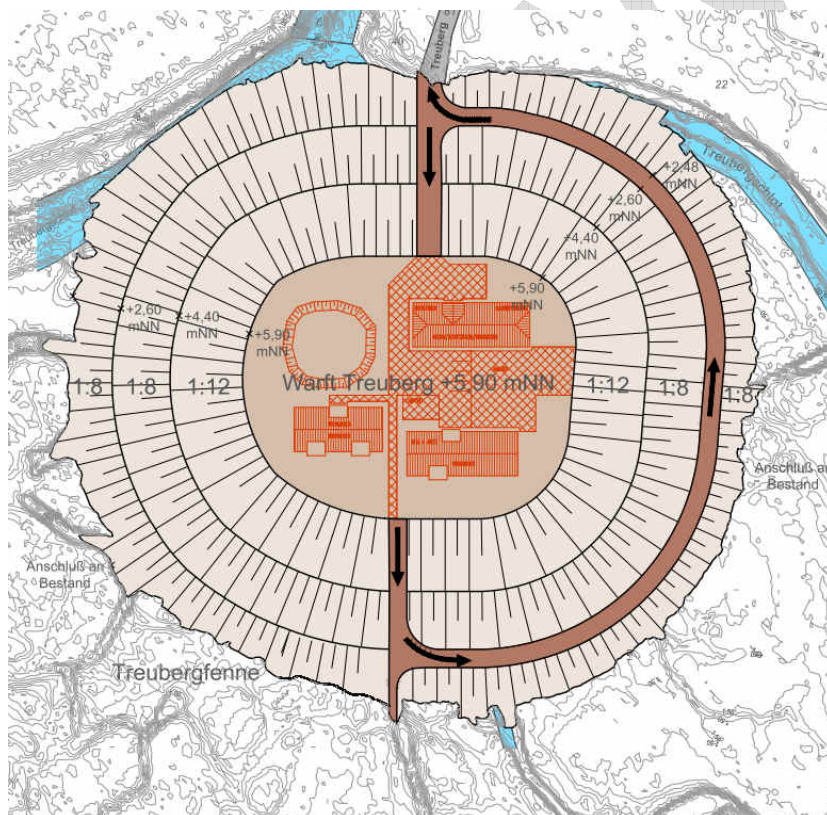 Treuberg
22
Treubergschlot
+2,48
mNN
+2,60
mNN
+4,40
mNN
+5,90
mNN
+2,60
mNN
+4,40
mNN
+5,90
mNN
Warft Treuberg +5,90 mNN
1:8
1:8
1:12
1:12
1:8
1:8
Anschluß an
Bestand
Anschluß an
Bestand
Treubergfenne